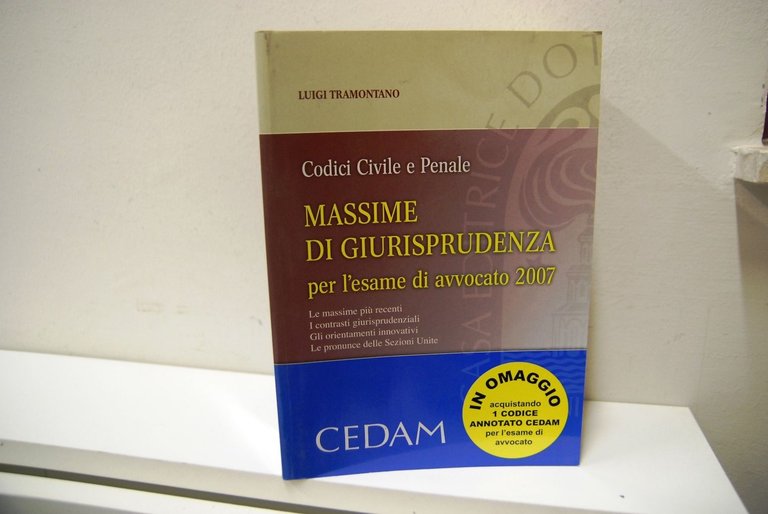 LUIGI TRAMONTANO
Codici Civile e Penale
MASSIME
DI GIURISPRUDENZA
per l'esame di avvocato 2007
Le massime più recenti
I contrasti giurisprudenziali
Gli orientamenti innovativi
Le pronunce delle Sezioni Unite
CEDAM
IN OMAGGIO
acquistando
1 CODICE
ANNOTATO CEDAM
per l'esame di
avvocato